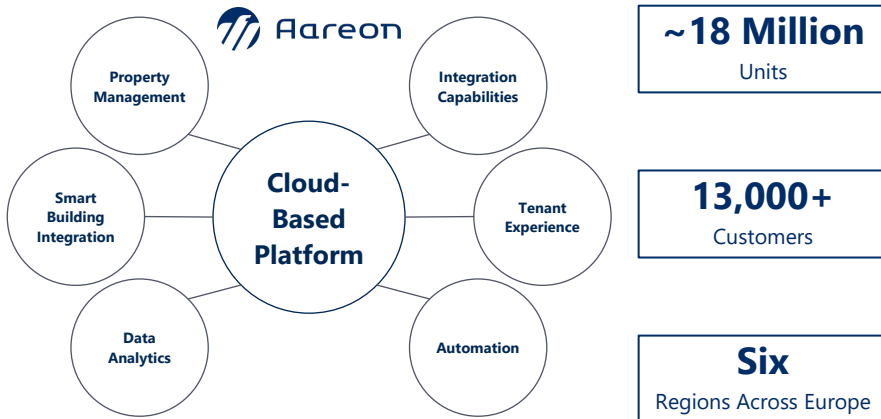 Aareon
Property
Management
Integration
Capabilities
Smart
Building
Integration
Cloud-
Based
Platform
Tenant
Experience
Data
Analytics
Automation
~18 Million
Units
13,000+
Customers
Six
Regions Across Europe